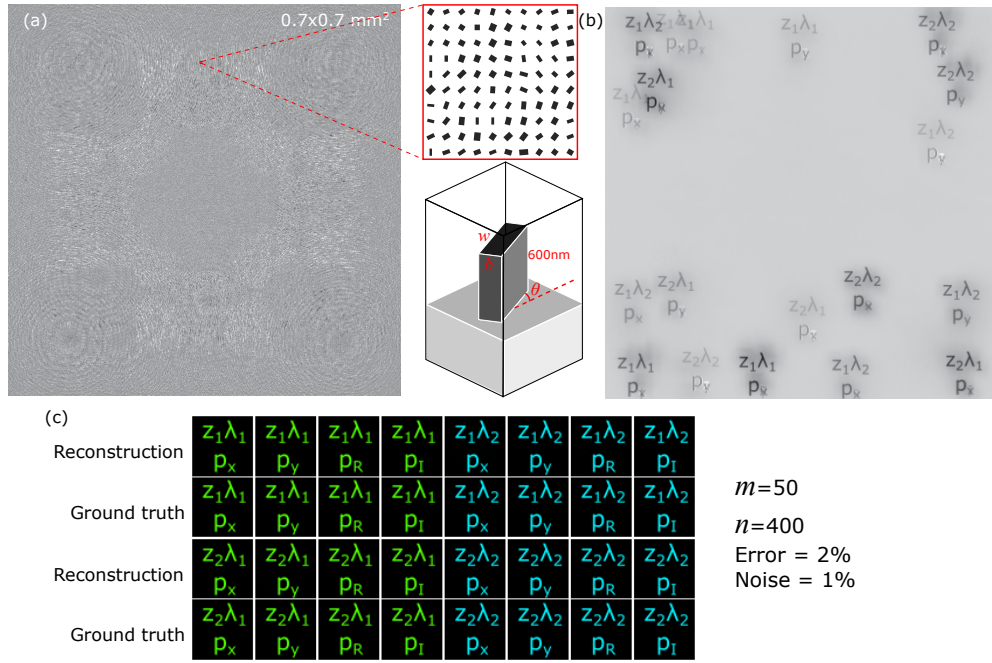 (a)
0.7x0.7 mm²
w
δ
600nm
θ
(b)
z₁λ₂
pₓ
z₁λ₁
pₓ
z₁λ₁
pₓ
z₁λ₁
p_y
z₂λ₂
pₓ
z₂λ₁
pₓ
z₂λ₂
p_y
z₁λ₁
pₓ
z₁λ₂
p_y
z₁λ₂
pₓ
z₂λ₁
p_y
z₂λ₂
pₓ
z₂λ₁
pₓ
z₁λ₂
p_y
z₁λ₁
pₓ
z₂λ₂
p_y
z₁λ₁
pₓ
z₁λ₂
pₓ
z₂λ₂
pₓ
(c)
Reconstruction
z₁λ₁ z₁λ₁ z₁λ₁ z₁λ₁ z₁λ₂ z₁λ₂ z₁λ₂ z₁λ₂
pₓ p_y p_R p_I pₓ p_y p_R p_I
Ground truth
z₁λ₁ z₁λ₁ z₁λ₁ z₁λ₁ z₁λ₂ z₁λ₂ z₁λ₂ z₁λ₂
pₓ p_y p_R p_I pₓ p_y p_R p_I
Reconstruction
z₂λ₁ z₂λ₁ z₂λ₁ z₂λ₁ z₂λ₂ z₂λ₂ z₂λ₂ z₂λ₂
pₓ p_y p_R p_I pₓ p_y p_R p_I
Ground truth
z₂λ₁ z₂λ₁ z₂λ₁ z₂λ₁ z₂λ₂ z₂λ₂ z₂λ₂ z₂λ₂
pₓ p_y p_R p_I pₓ p_y p_R p_I
m=50
n=400
Error = 2%
Noise = 1%